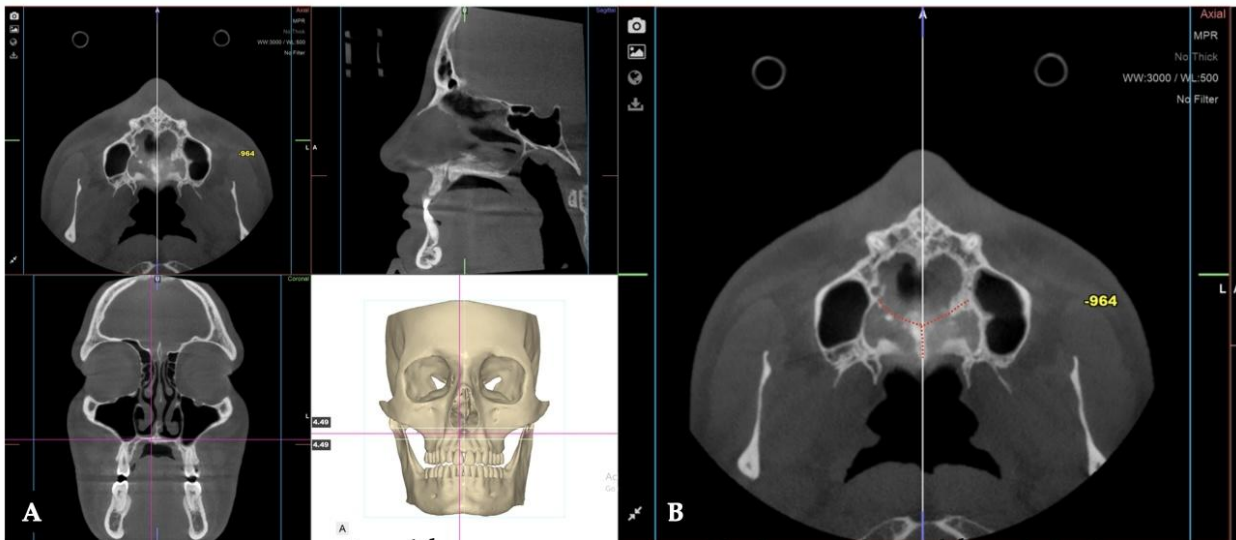 A
Axial
MPR
No Thick
WW:3000 / WL:500
No Filter
-964
L
Sagittal
A
Coronal
L
A
4.49
4.49
A
A
Axial
MPR
No Thick
WW:3000 / WL:500
No Filter
-964
L
B